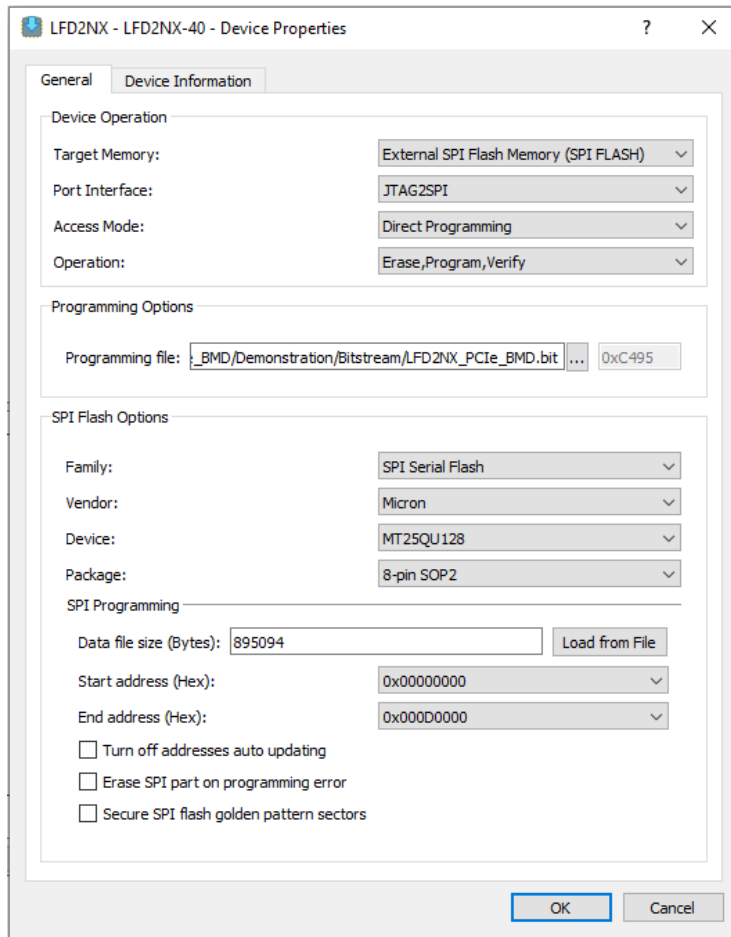 LFD2NX - LFD2NX-40 - Device Properties ?
General Device Information
Device Operation
Target Memory: External SPI Flash Memory (SPI FLASH)
Port Interface: JTAG2SPI
Access Mode: Direct Programming
Operation: Erase,Program,Verify
Programming Options
Programming file: _BMD/Demonstration/Bitstream/LFD2NX_PCIe_BMD.bit ... 0xC495
SPI Flash Options
Family: SPI Serial Flash
Vendor: Micron
Device: MT25QU128
Package: 8-pin SOP2
SPI Programming
Data file size (Bytes): 895094 Load from File
Start address (Hex): 0x00000000
End address (Hex): 0x000D0000
Turn off addresses auto updating
Erase SPI part on programming error
Secure SPI flash golden pattern sectors
OK Cancel